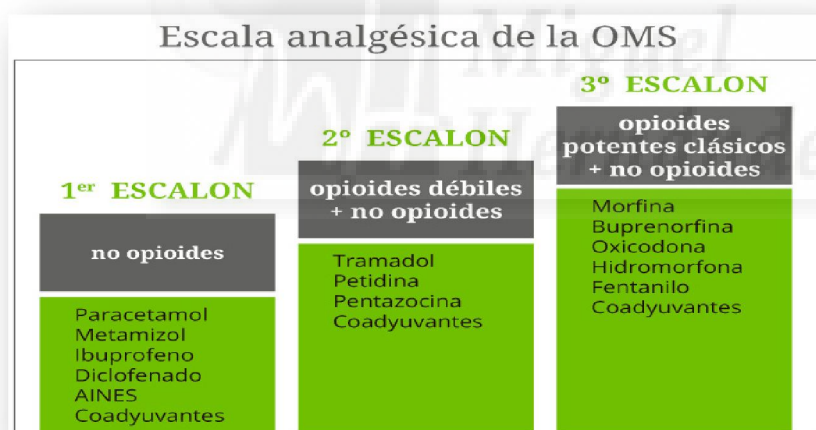 Escala analgésica de la OMS
1er ESCALON
no opioides
Paracetamol
Metamizol
Ibuprofeno
Diclofenado
AINES
Coadyuvantes
2º ESCALON
opioides débiles
+ no opioides
Tramadol
Petidina
Pentazocina
Coadyuvantes
3º ESCALON
opioides
potentes clásicos
+ no opioides
Morfina
Buprenorfina
Oxicodona
Hidromorfona
Fentanilo
Coadyuvantes
Miguel